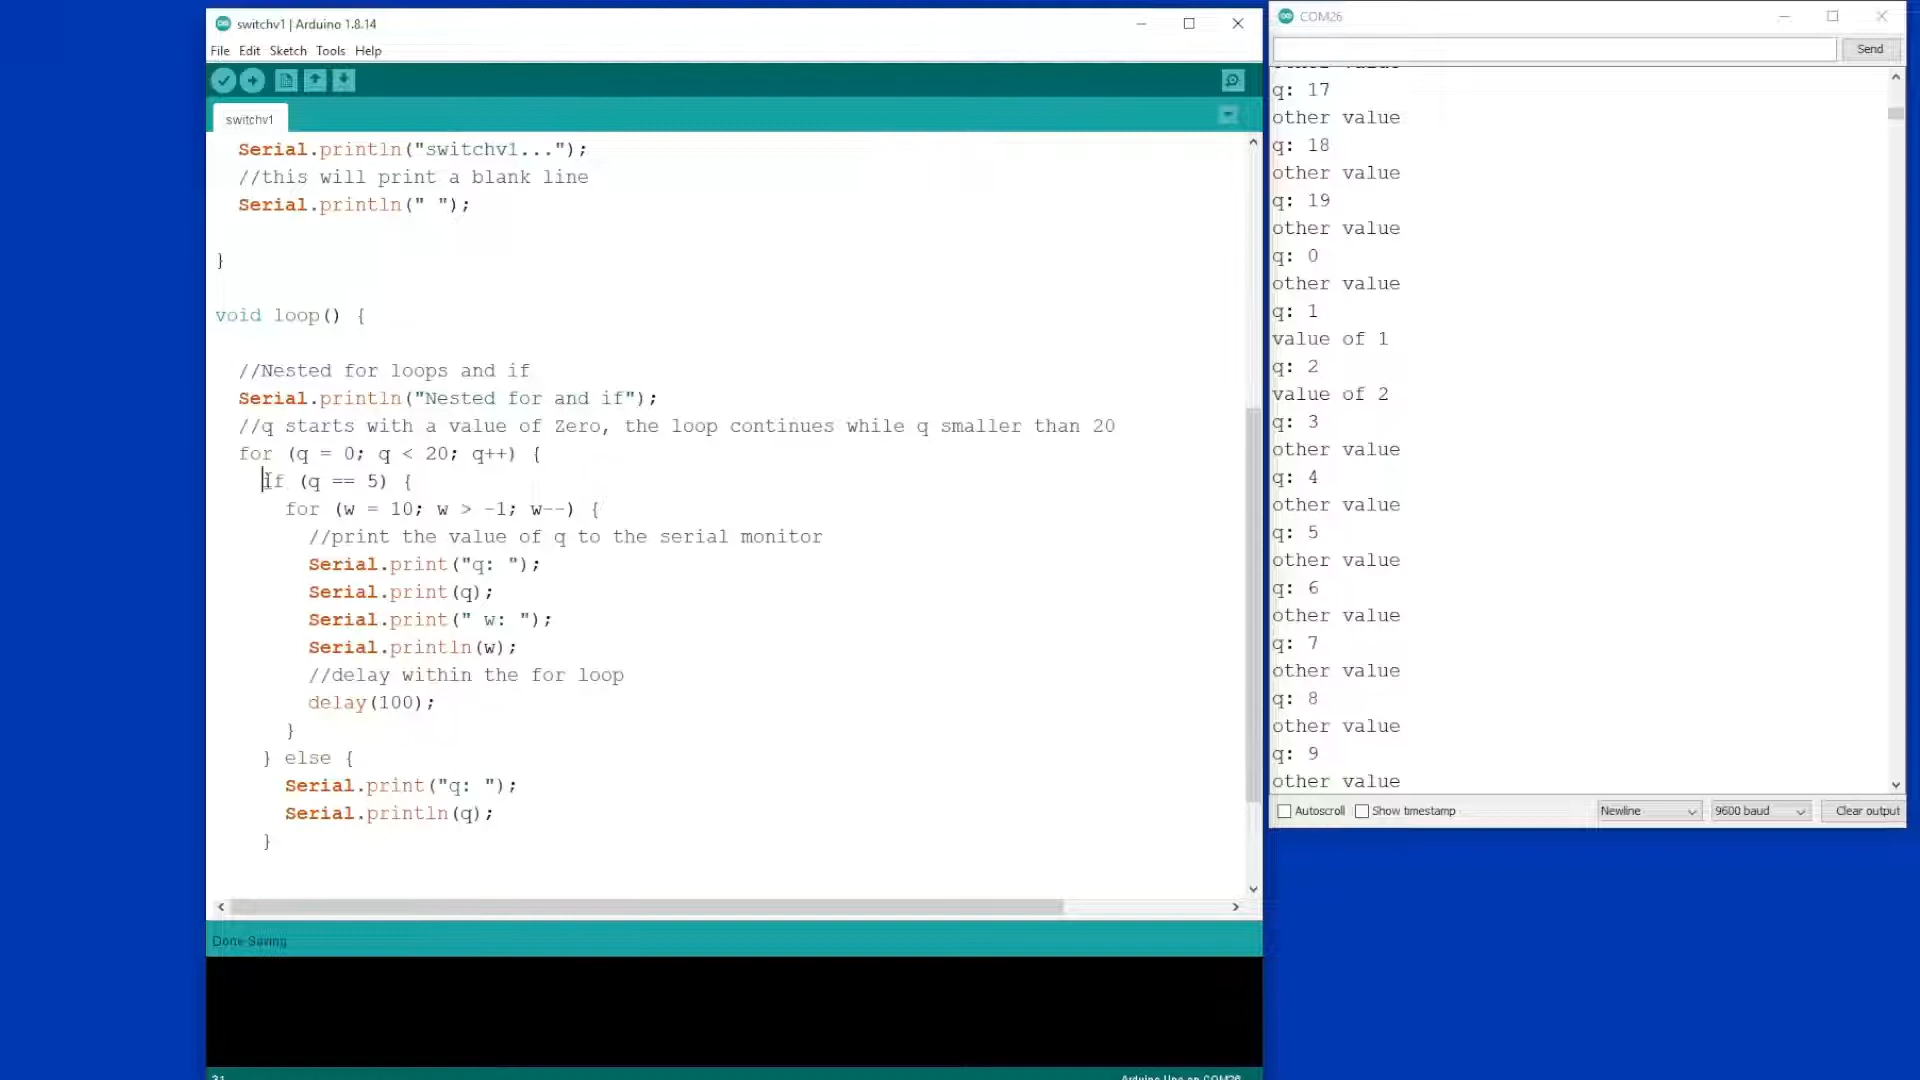 switchv1 | Arduino 1.8.14
File Edit Sketch Tools Help
switchv1
Serial.println("switchv1...");
//this will print a blank line
Serial.println(" ");
}
void loop() {
//Nested for loops and if
Serial.println("Nested for and if");
//q starts with a value of Zero, the loop continues while q smaller than 20
for (q = 0; q < 20; q++) {
if (q == 5) {
for (w = 10; w > -1; w--) {
//print the value of q to the serial monitor
Serial.print("q: ");
Serial.print(q);
Serial.print(" w: ");
Serial.println(w);
//delay within the for loop
delay(100);
}
} else {
Serial.print("q: ");
Serial.println(q);
}
Done Saving
31
Arduino Uno on COM26
COM26
Send
other value
q: 17
other value
q: 18
other value
q: 19
other value
q: 0
other value
q: 1
value of 1
q: 2
value of 2
q: 3
other value
q: 4
other value
q: 5
other value
q: 6
other value
q: 7
other value
q: 8
other value
q: 9
other value
Autoscroll Show timestamp Newline 9600 baud Clear output